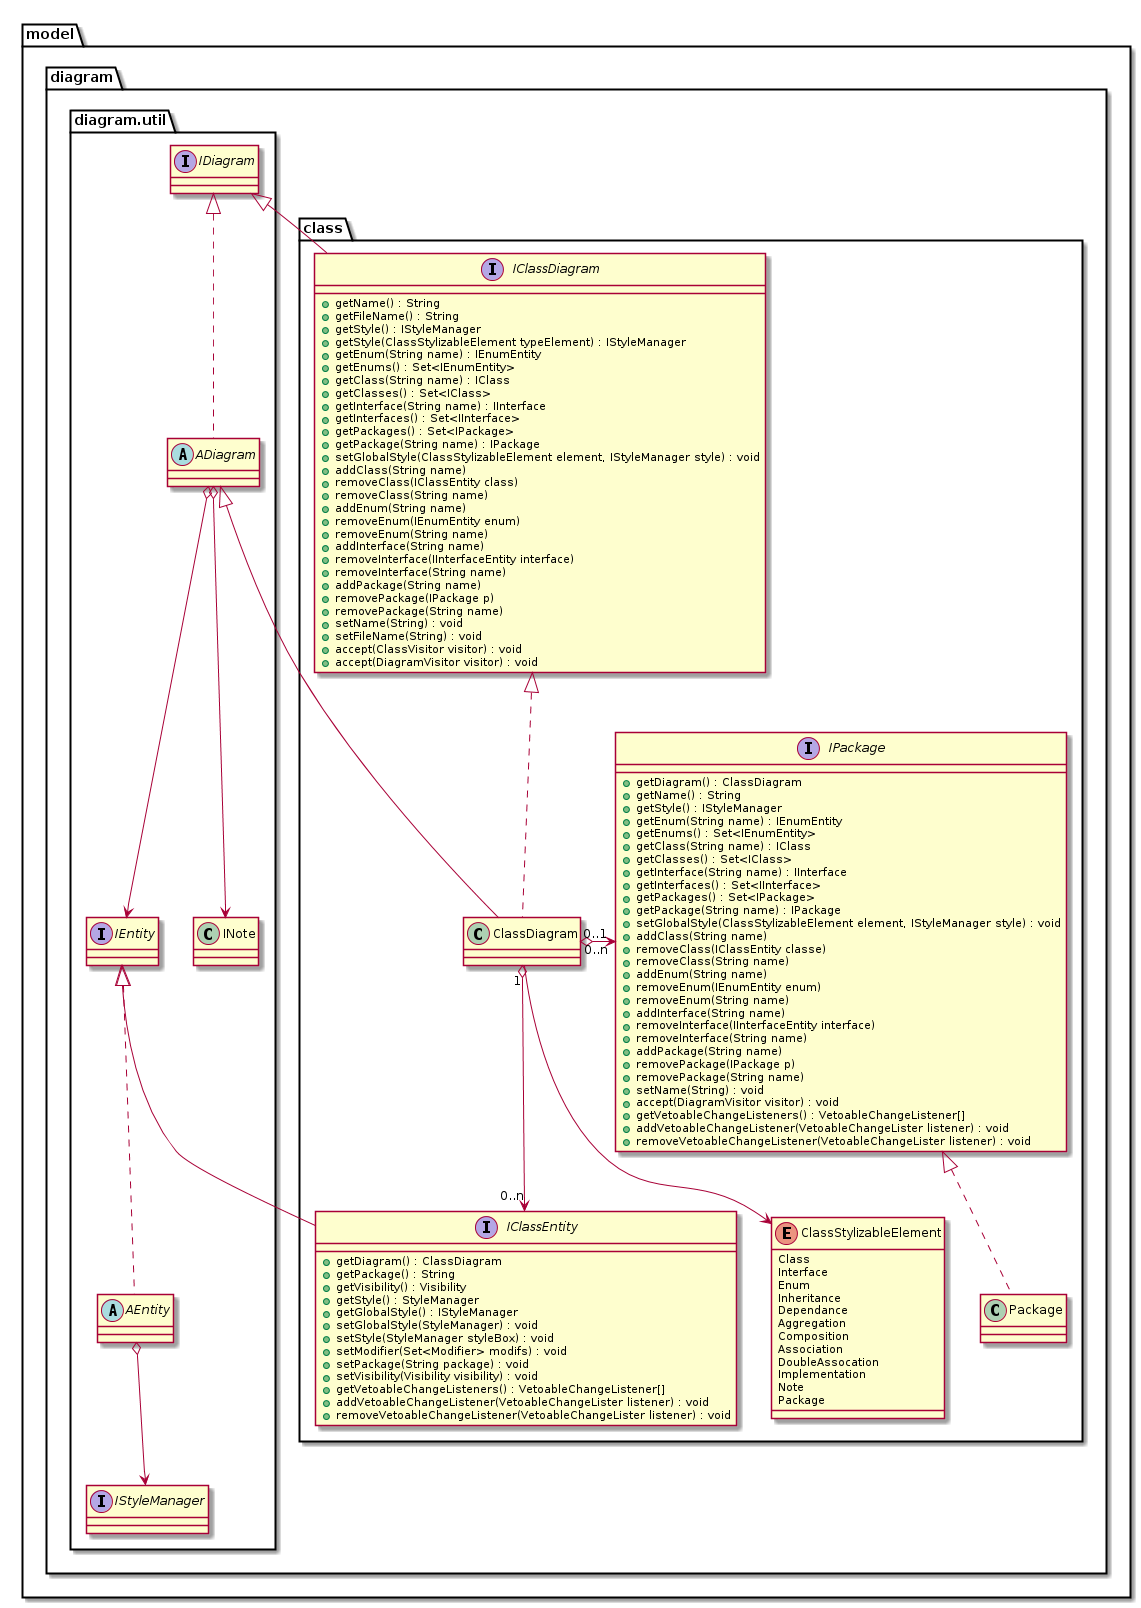 model
diagram
diagram.util
I IDiagram
class
I IClassDiagram
getName() : String
getFileName() : String
getStyle() : IStyleManager
getStyle(ClassStylizableElement typeElement) : IStyleManager
getEnum(String name) : IEnumEntity
getEnums() : Set<IEnumEntity>
getClass(String name) : IClass
getClasses() : Set<IClass>
getInterface(String name) : IInterface
getInterfaces() : Set<IInterface>
getPackages() : Set<IPackage>
getPackage(String name) : IPackage
setGlobalStyle(ClassStylizableElement element, IStyleManager style) : void
addClass(String name)
removeClass(IClassEntity class)
removeClass(String name)
addEnum(String name)
removeEnum(IEnumEntity enum)
removeEnum(String name)
addInterface(String name)
removeInterface(IInterfaceEntity interface)
removeInterface(String name)
addPackage(String name)
removePackage(IPackage p)
removePackage(String name)
setName(String) : void
setFileName(String) : void
accept(ClassVisitor visitor) : void
accept(DiagramVisitor visitor) : void
A ADiagram
I IPackage
getDiagram() : ClassDiagram
getName() : String
getStyle() : IStyleManager
getEnum(String name) : IEnumEntity
getEnums() : Set<IEnumEntity>
getClass(String name) : IClass
getClasses() : Set<IClass>
getInterface(String name) : IInterface
getInterfaces() : Set<IInterface>
getPackages() : Set<IPackage>
getPackage(String name) : IPackage
setGlobalStyle(ClassStylizableElement element, IStyleManager style) : void
addClass(String name)
removeClass(IClassEntity classe)
removeClass(String name)
addEnum(String name)
removeEnum(IEnumEntity enum)
removeEnum(String name)
addInterface(String name)
removeInterface(IInterfaceEntity interface)
removeInterface(String name)
addPackage(String name)
removePackage(IPackage p)
removePackage(String name)
setName(String) : void
accept(DiagramVisitor visitor) : void
getVetoableChangeListeners() : VetoableChangeListener[]
addVetoableChangeListener(VetoableChangeLister listener) : void
removeVetoableChangeListener(VetoableChangeLister listener) : void
I IEntity
C INote
C ClassDiagram
0..1
0..n
1
0..n
I IClassEntity
getDiagram() : ClassDiagram
getPackage() : String
getVisibility() : Visibility
getStyle() : StyleManager
getGlobalStyle() : IStyleManager
setGlobalStyle(StyleManager) : void
setStyle(StyleManager styleBox) : void
setModifier(Set<Modifier> modifs) : void
setPackage(String package) : void
setVisibility(Visibility visibility) : void
getVetoableChangeListeners() : VetoableChangeListener[]
addVetoableChangeListener(VetoableChangeLister listener) : void
removeVetoableChangeListener(VetoableChangeLister listener) : void
E ClassStylizableElement
Class
Interface
Enum
Inheritance
Dependance
Aggregation
Composition
Association
DoubleAssocation
Implementation
Note
Package
C Package
A AEntity
I IStyleManager